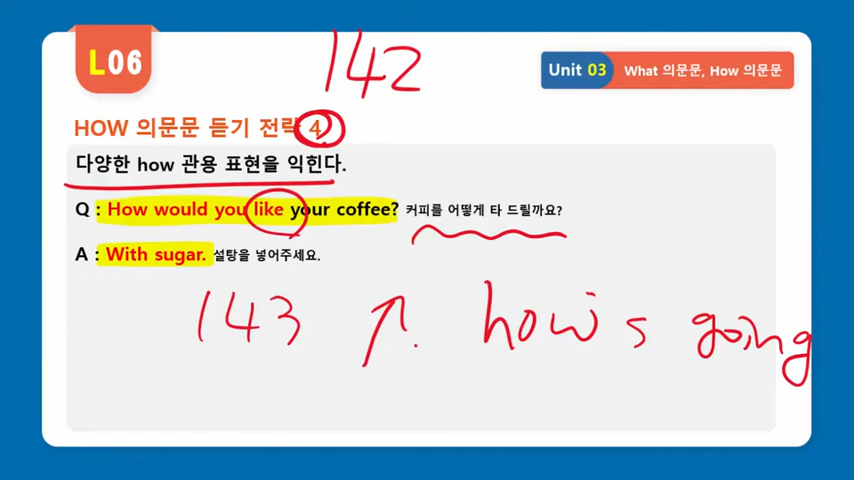 L06
142
Unit 03 What 의문문, How 의문문
HOW 의문문 듣기 전략 4.
다양한 how 관용 표현을 익힌다.
Q : How would you like your coffee? 커피를 어떻게 타 드릴까요?
A : With sugar. 설탕을 넣어주세요.
143 how's going